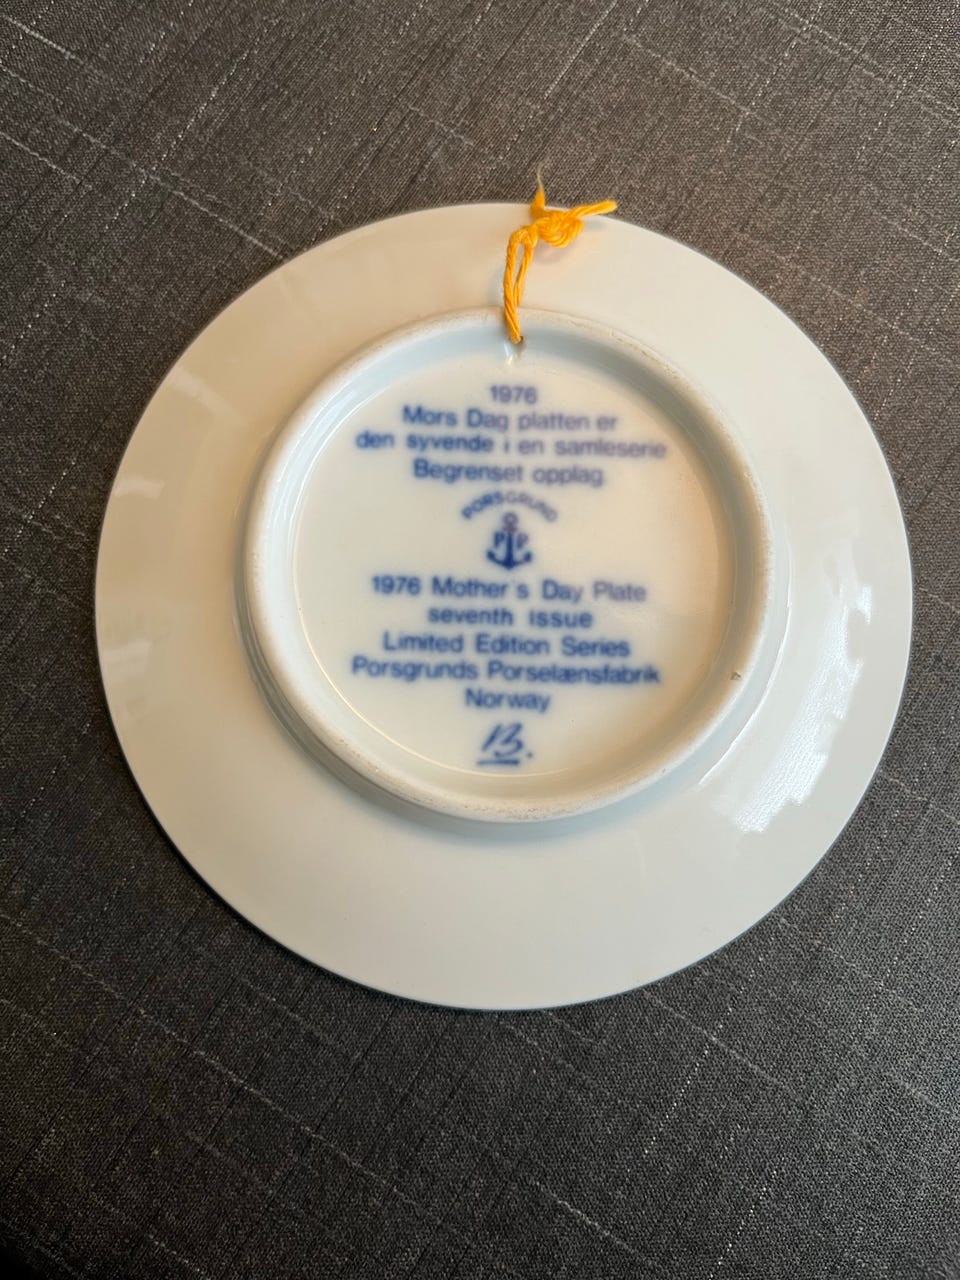 1976
Mors Dag platten er
den syvende i en samleserie
Begrenset opplag
PORSGRUND
P P
1976 Mother's Day Plate
seventh issue
Limited Edition Series
Porsgrunds Porselænsfabrik
Norway
B.